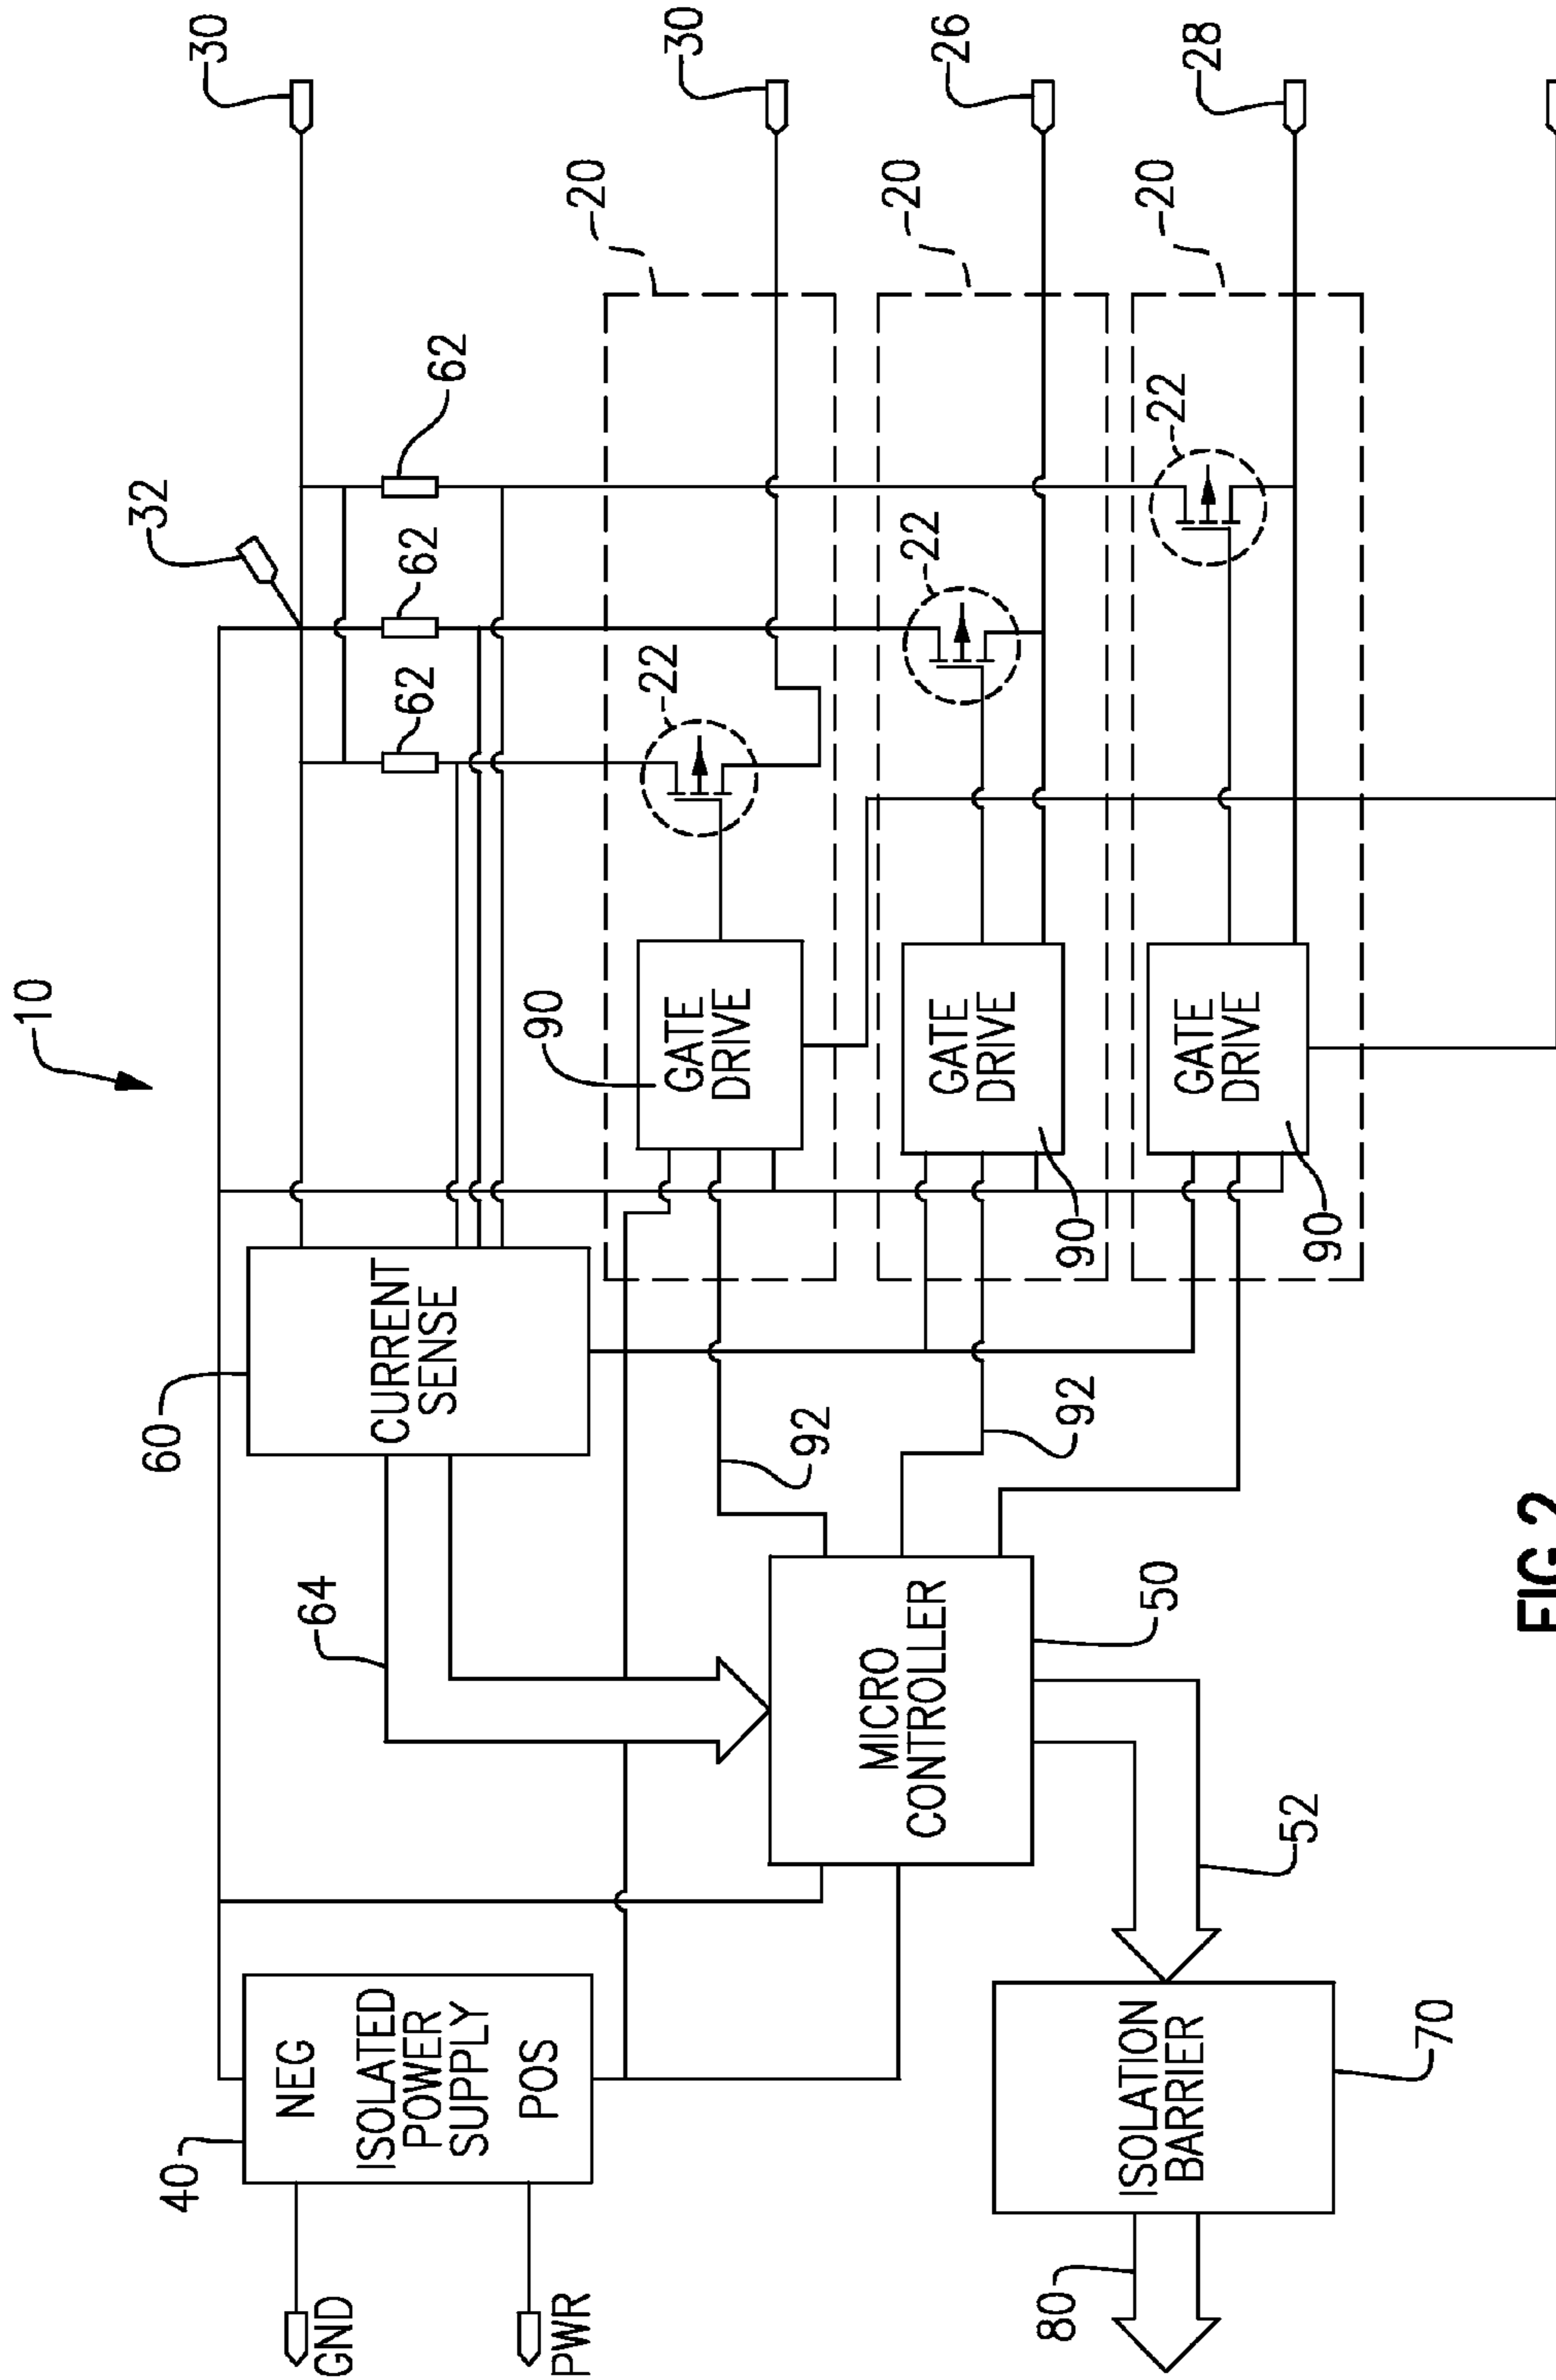 10
32
30
40
60
NEG
ISOLATED
POWER
SUPPLY
POS
GND
PWR
64
CURRENT
SENSE
62
62
62
90
20
30
22
GATE
DRIVE
92
MICRO
CONTROLLER
50
22
20
26
GATE
DRIVE
90
92
22
20
28
GATE
DRIVE
90
80
ISOLATION
BARRIER
52
70
FIG.2